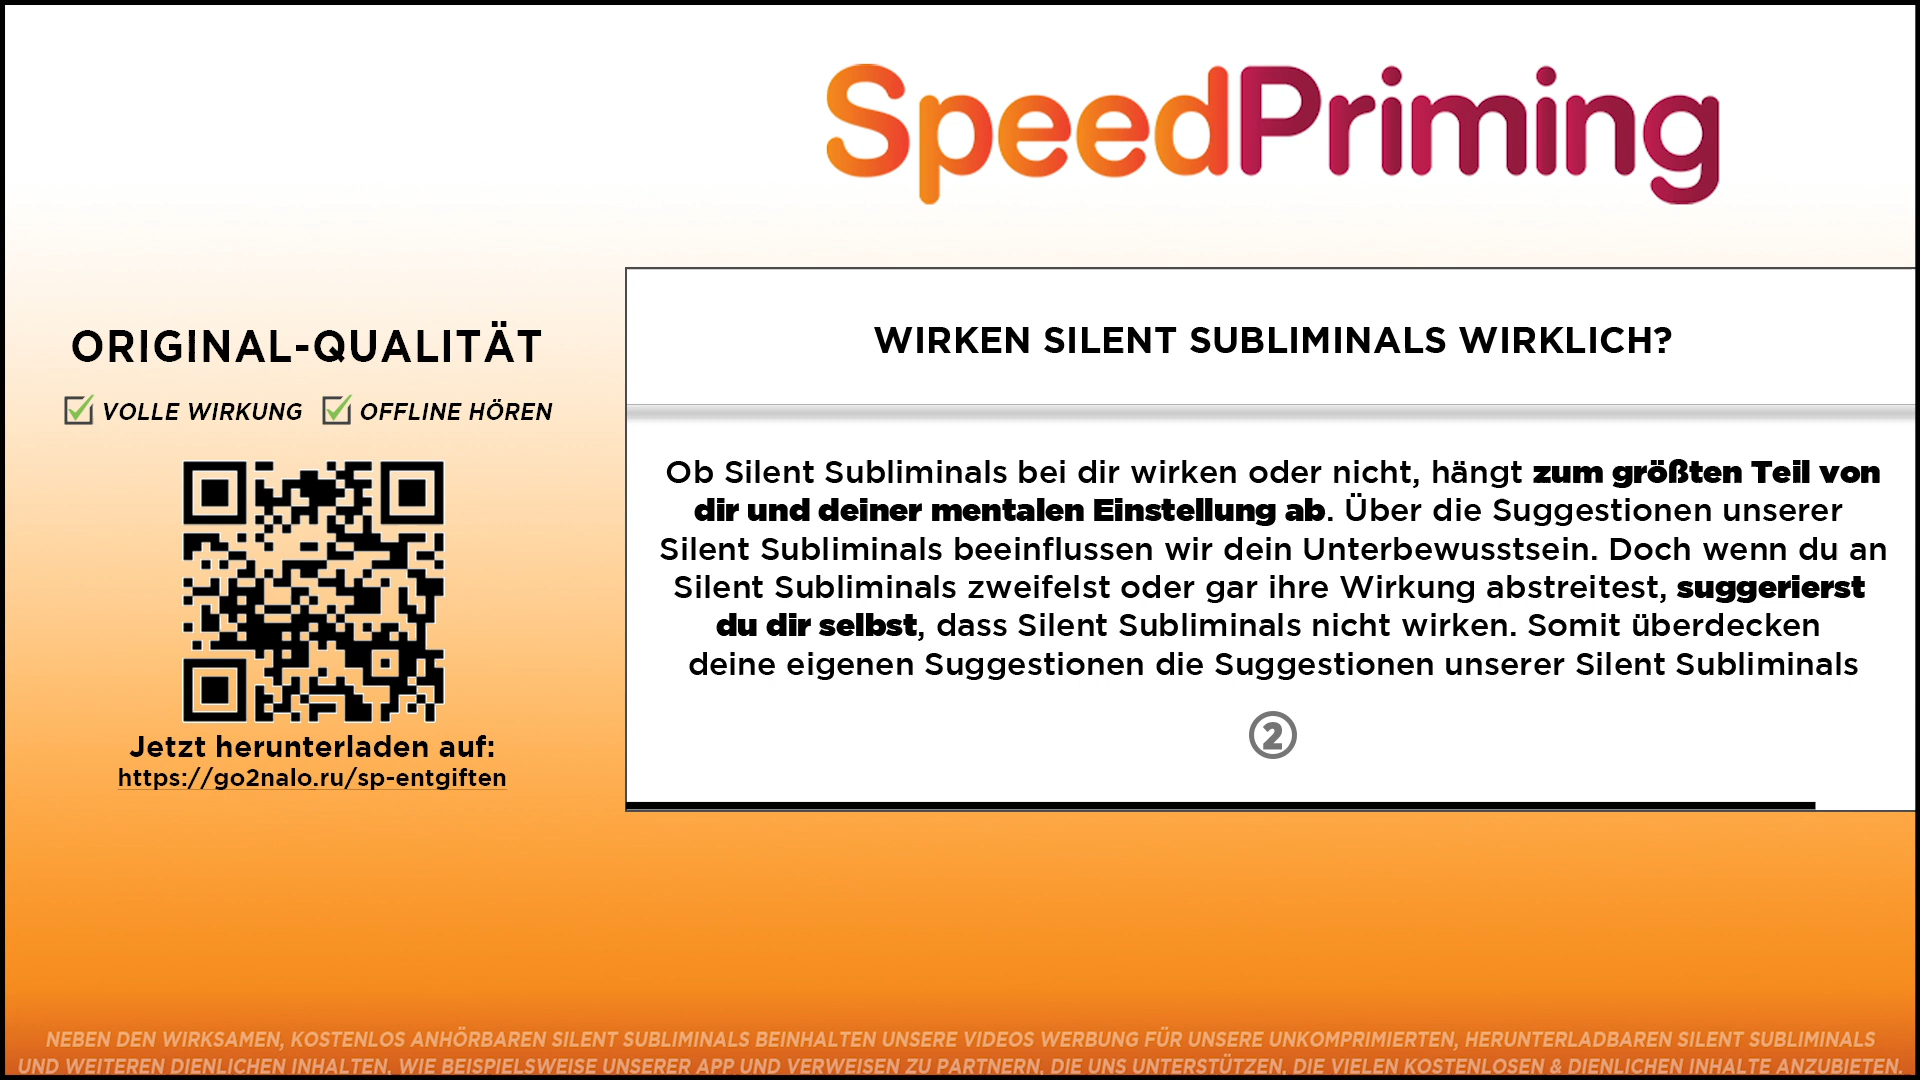 SpeedPriming
ORIGINAL-QUALITÄT
VOLLE WIRKUNG OFFLINE HÖREN
Jetzt herunterladen auf:
https://go2nalo.ru/sp-entgiften
WIRKEN SILENT SUBLIMINALS WIRKLICH?
Ob Silent Subliminals bei dir wirken oder nicht, hängt zum größten Teil von
dir und deiner mentalen Einstellung ab. Über die Suggestionen unserer
Silent Subliminals beeinflussen wir dein Unterbewusstsein. Doch wenn du an
Silent Subliminals zweifelst oder gar ihre Wirkung abstreitest, suggerierst
du dir selbst, dass Silent Subliminals nicht wirken. Somit überdecken
deine eigenen Suggestionen die Suggestionen unserer Silent Subliminals
②
NEBEN DEN WIRKSAMEN, KOSTENLOS ANHÖRBAREN SILENT SUBLIMINALS BEINHALTEN UNSERE VIDEOS WERBUNG FÜR UNSERE UNKOMPRIMIERTEN, HERUNTERLADBAREN SILENT SUBLIMINALS
UND WEITEREN DIENLICHEN INHALTEN, WIE BEISPIELSWEISE UNSERER APP UND VERWEISEN ZU PARTNERN, DIE UNS UNTERSTÜTZEN, DIE VIELEN KOSTENLOSEN & DIENLICHEN INHALTE ANZUBIETEN.